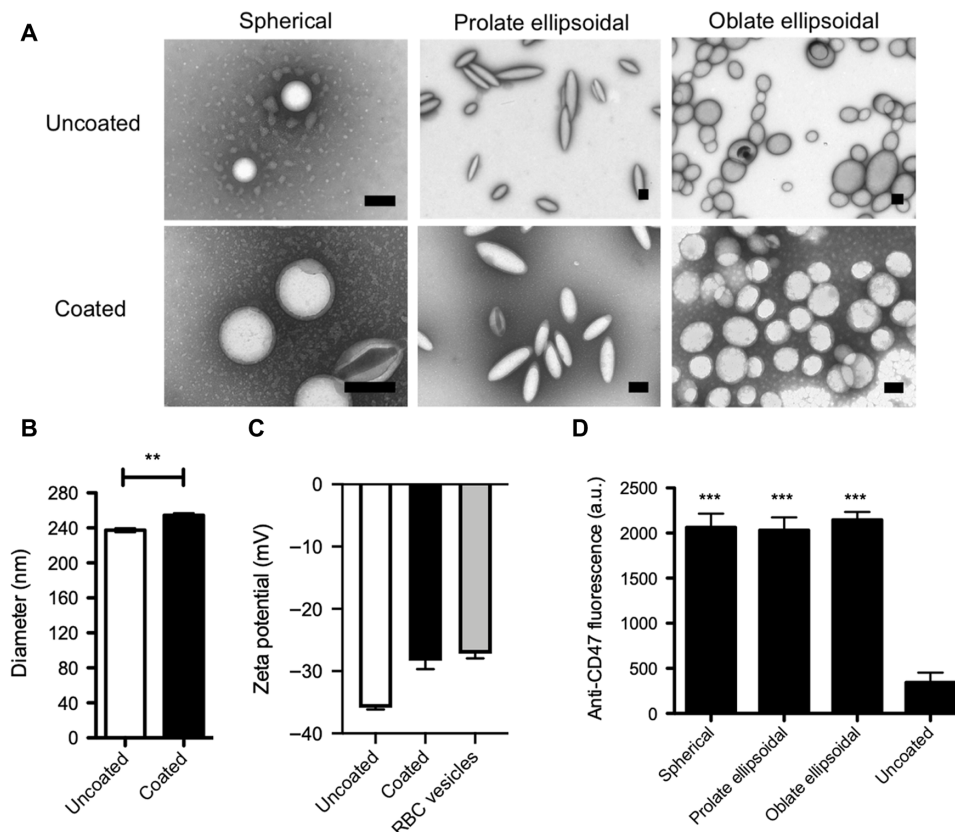 A
Spherical
Prolate ellipsoidal
Oblate ellipsoidal
Uncoated
Coated
B
**
280
240
200
160
120
80
40
0
Diameter (nm)
Uncoated
Coated
C
0
−10
−20
−30
−40
Zeta potential (mV)
Uncoated
Coated
RBC vesicles
D
***
***
***
2500
2000
1500
1000
500
0
Anti-CD47 fluorescence (a.u.)
Spherical
Prolate ellipsoidal
Oblate ellipsoidal
Uncoated